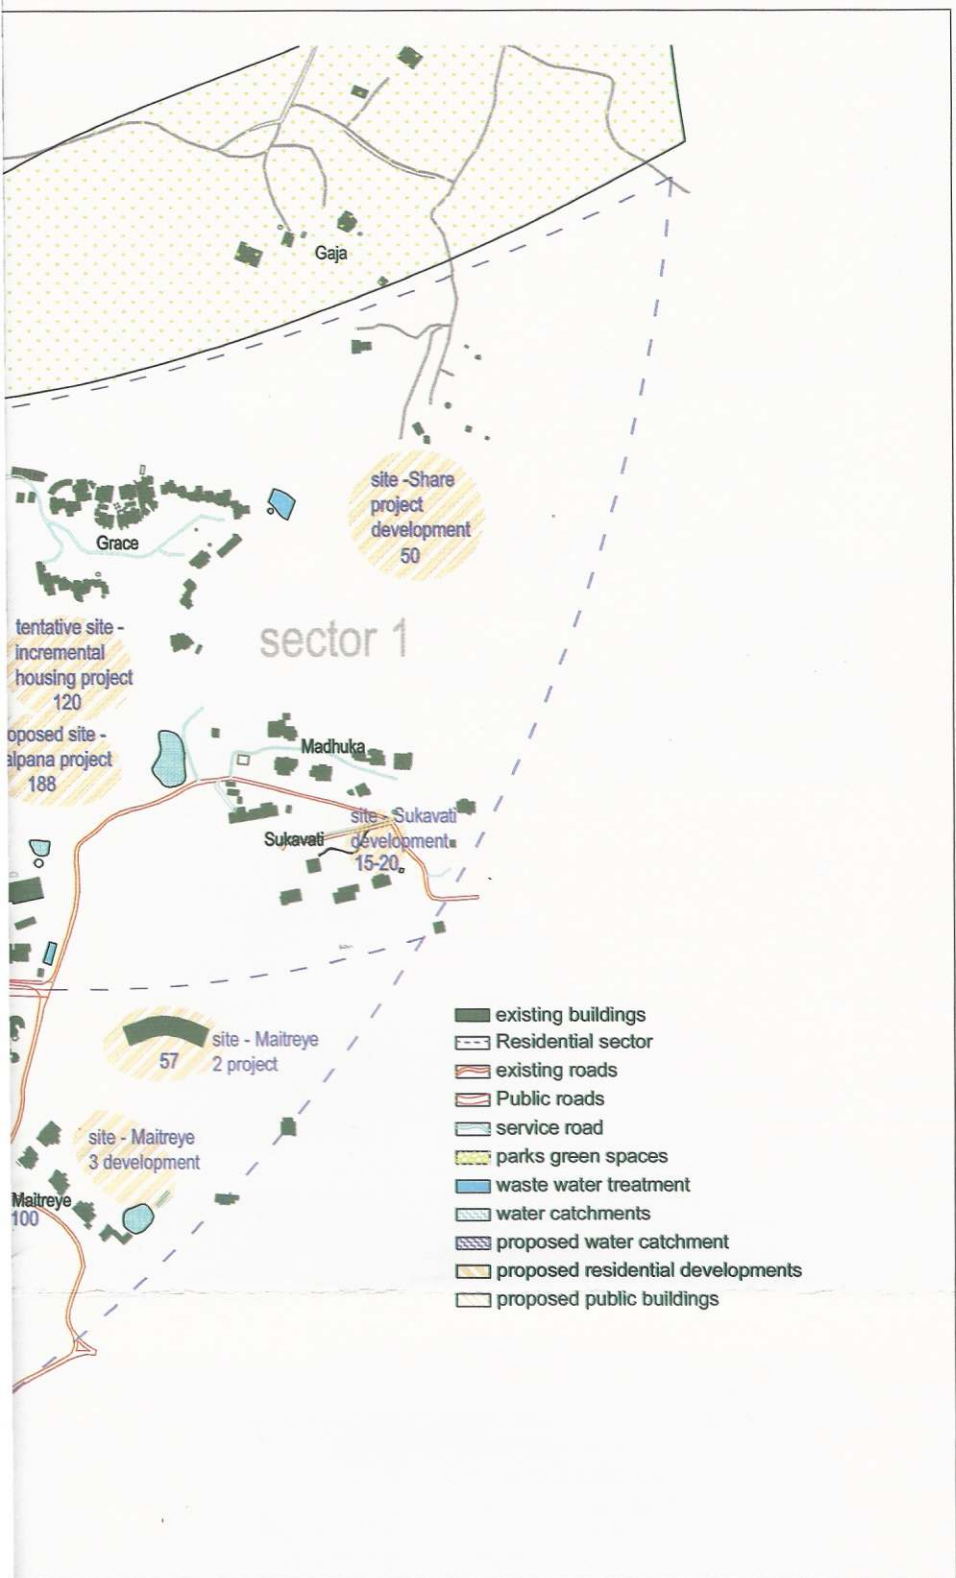 Gaja
site -Share
project
development
50
Grace
tentative site -
incremental
housing project
120
sector 1
oposed site -
alpana project
188
Madhuka
site - Sukavati
Sukavati
development
15-20
site - Maitreye
2 project
57
site - Maitreye
3 development
Maitreye
100
existing buildings
Residential sector
existing roads
Public roads
service road
parks green spaces
waste water treatment
water catchments
proposed water catchment
proposed residential developments
proposed public buildings